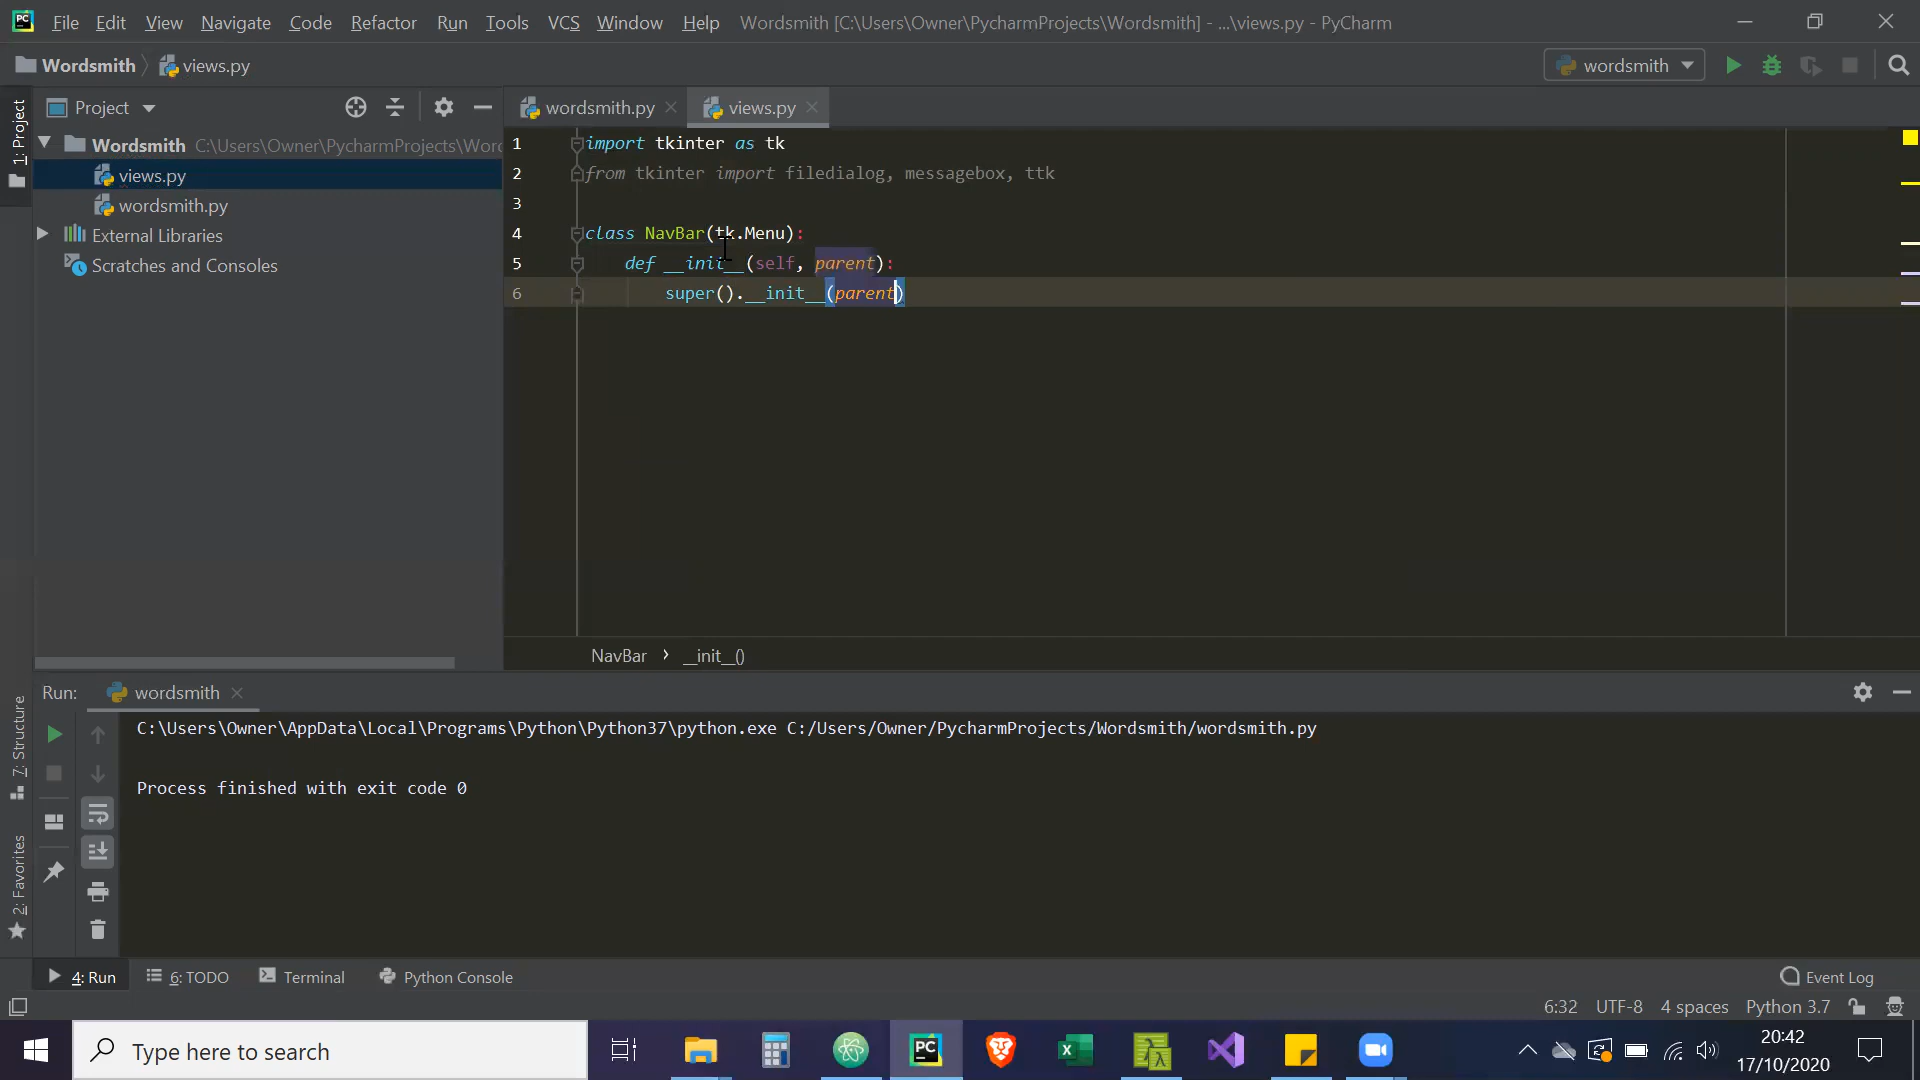 PC File Edit View Navigate Code Refactor Run Tools VCS Window Help Wordsmith [C:\Users\Owner\PycharmProjects\Wordsmith] - ...\views.py - PyCharm
Wordsmith views.py wordsmith
Project wordsmith.py views.py
1: Project
Wordsmith C:\Users\Owner\PycharmProjects\Wor
views.py
wordsmith.py
External Libraries
Scratches and Consoles
1 import tkinter as tk
2 from tkinter import filedialog, messagebox, ttk
3
4 class NavBar(tk.Menu):
5 def __init__(self, parent):
6 super().__init__(parent)
NavBar › __init__()
Run: wordsmith
7: Structure
2: Favorites
C:\Users\Owner\AppData\Local\Programs\Python\Python37\python.exe C:/Users/Owner/PycharmProjects/Wordsmith/wordsmith.py
Process finished with exit code 0
4: Run 6: TODO Terminal Python Console Event Log
6:32 UTF-8 4 spaces Python 3.7
Type here to search
PC
20:42
17/10/2020